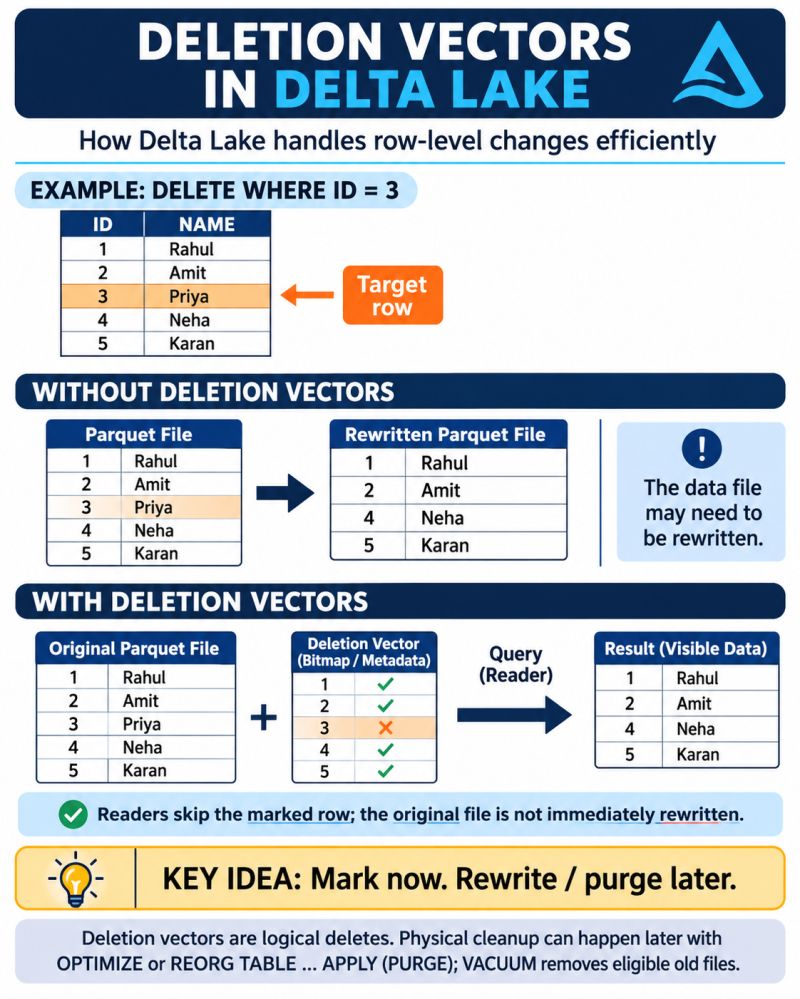 DELETION VECTORS
IN DELTA LAKE
How Delta Lake handles row-level changes efficiently
EXAMPLE: DELETE WHERE ID = 3
ID NAME
1 Rahul
2 Amit
3 Priya
4 Neha
5 Karan
Target
row
WITHOUT DELETION VECTORS
Parquet File
1 Rahul
2 Amit
3 Priya
4 Neha
5 Karan
Rewritten Parquet File
1 Rahul
2 Amit
4 Neha
5 Karan
!
The data file
may need to
be rewritten.
WITH DELETION VECTORS
Original Parquet File
1 Rahul
2 Amit
3 Priya
4 Neha
5 Karan
+
Deletion Vector
(Bitmap / Metadata)
1 ✓
2 ✓
3 ✗
4 ✓
5 ✓
Query
(Reader)
Result (Visible Data)
1 Rahul
2 Amit
4 Neha
5 Karan
Readers skip the marked row; the original file is not immediately rewritten.
KEY IDEA: Mark now. Rewrite / purge later.
Deletion vectors are logical deletes. Physical cleanup can happen later with
OPTIMIZE or REORG TABLE ... APPLY (PURGE); VACUUM removes eligible old files.